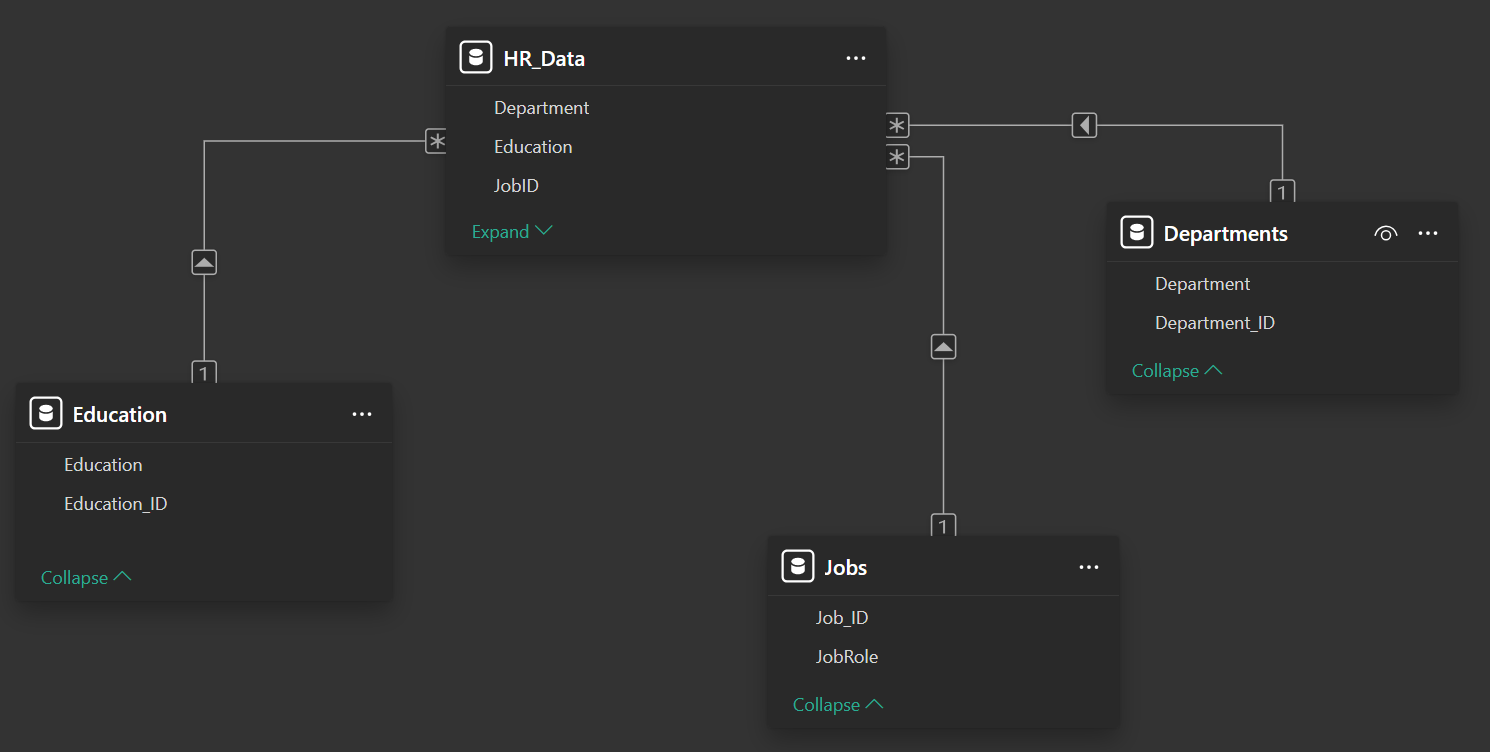 HR_Data
Department
Education
JobID
Expand
*
*
*
1
Departments
Department
Department_ID
Collapse
1
Education
Education
Education_ID
Collapse
1
Jobs
Job_ID
JobRole
Collapse